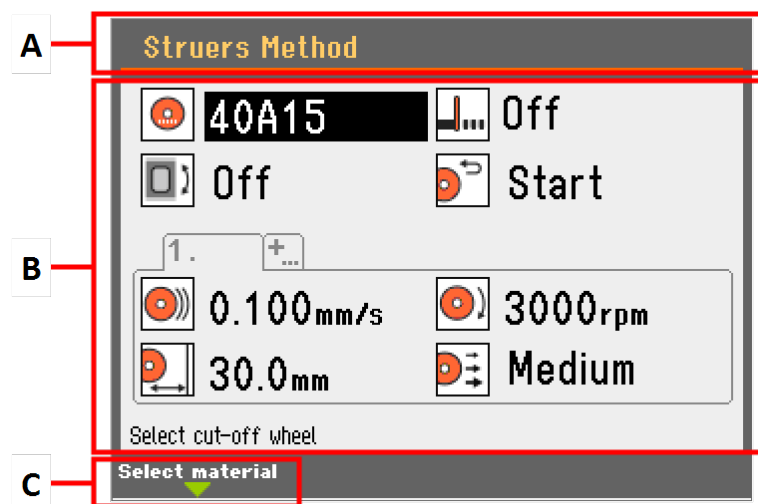 A
Struers Method
40A15 Off
Off Start
B
1. +...
0.100mm/s 3000rpm
30.0mm Medium
Select cut-off wheel
C
Select material